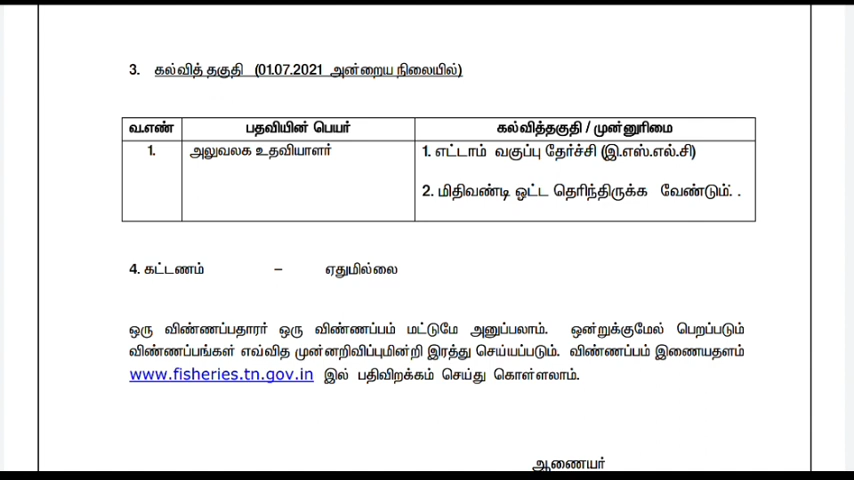 3. கல்வித் தகுதி (01.07.2021 அன்றைய நிலையில்)
வ.எண் பதவியின் பெயர் கல்வித்தகுதி / முன்னுரிமை
1. அலுவலக உதவியாளர் 1. எட்டாம் வகுப்பு தேர்ச்சி (இ.எஸ்.எல்.சி)
2. மிதிவண்டி ஓட்ட தெரிந்திருக்க வேண்டும். .
4. கட்டணம் – ஏதுமில்லை
ஒரு விண்ணப்பதாரர் ஒரு விண்ணப்பம் மட்டுமே அனுப்பலாம். ஒன்றுக்குமேல் பெறப்படும்
விண்ணப்பங்கள் எவ்வித முன்னறிவிப்புமின்றி இரத்து செய்யப்படும். விண்ணப்பம் இணையதளம்
www.fisheries.tn.gov.in இல் பதிவிறக்கம் செய்து கொள்ளலாம்.
ஆணையர்